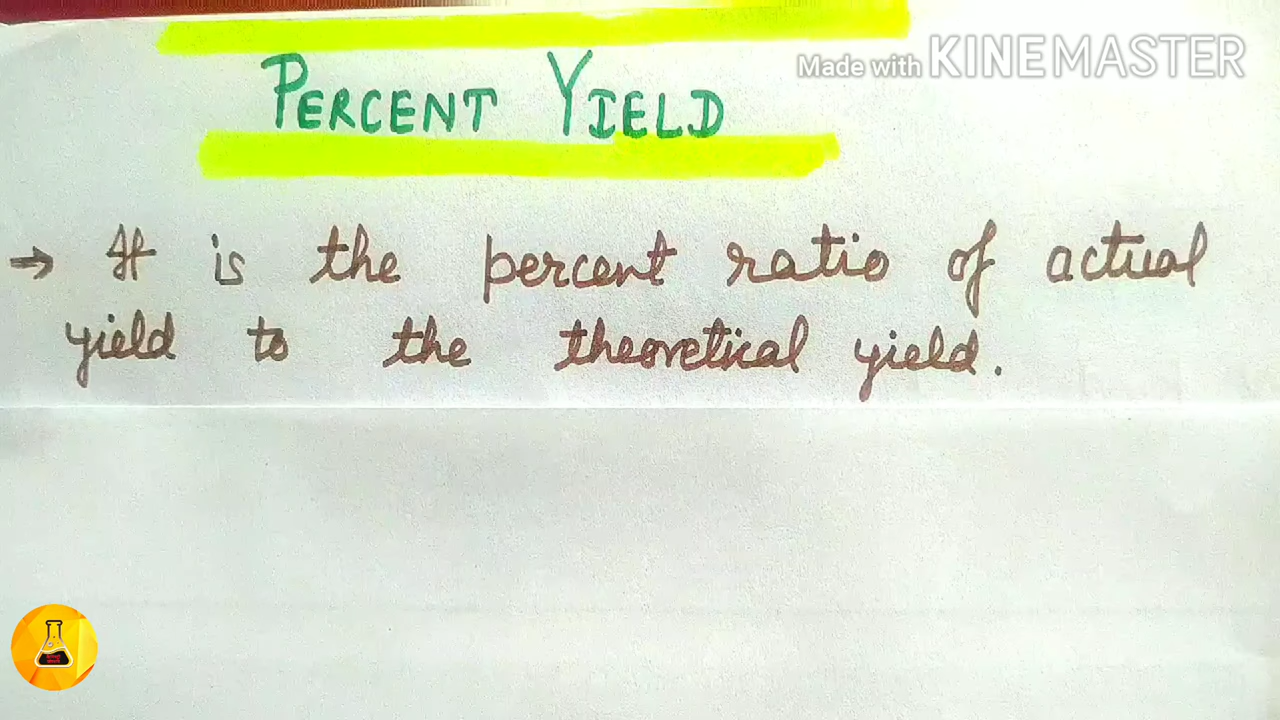 Made with KINEMASTER
PERCENT YIELD
→ It is the percent ratio of actual
yield to the theoretical yield.